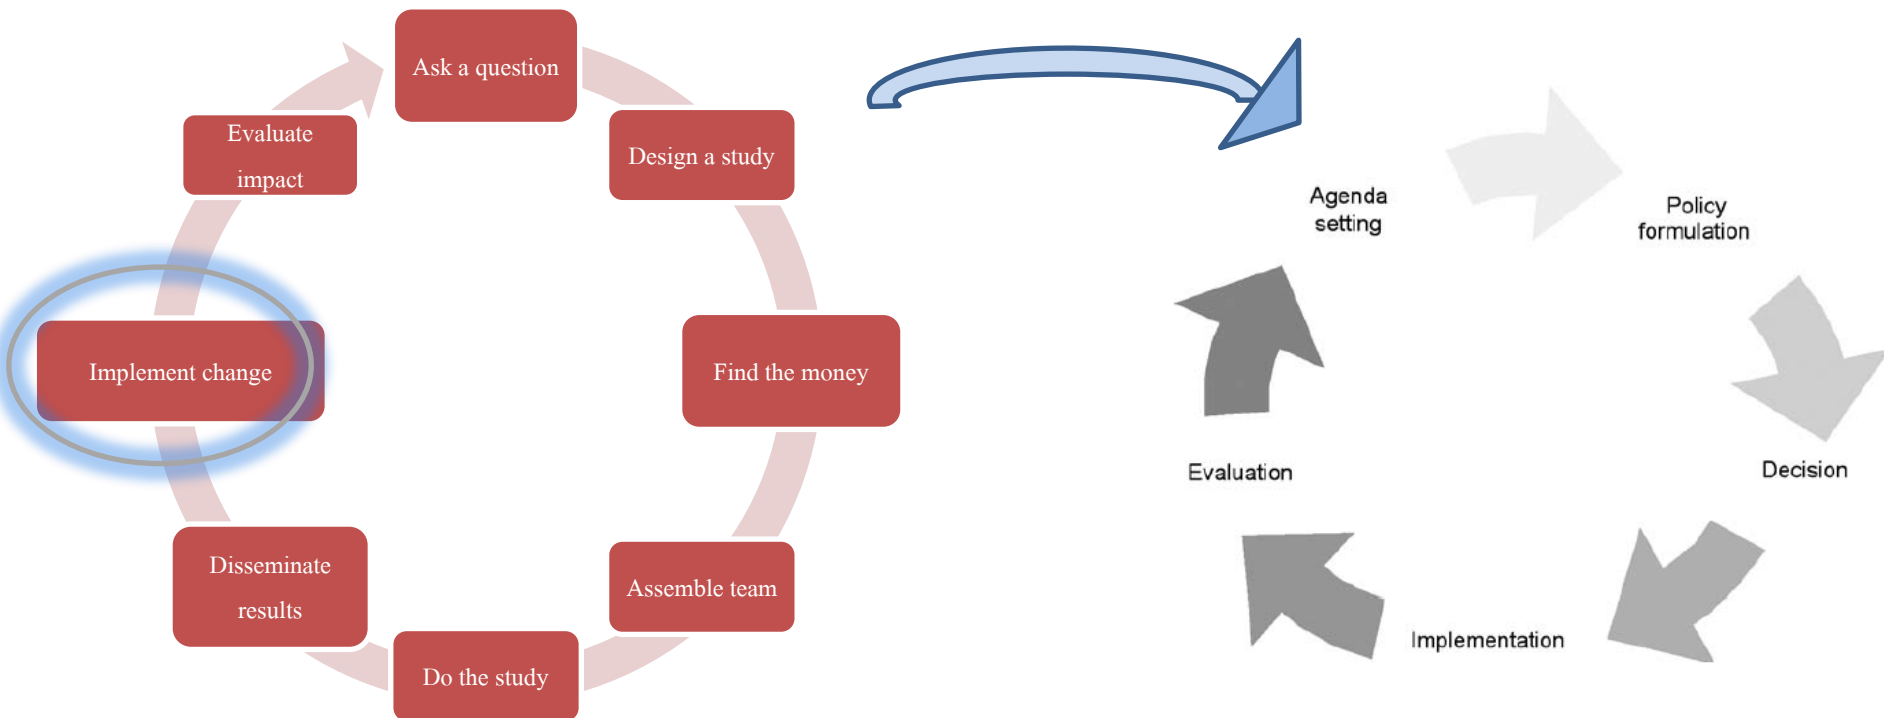 Ask a question
Design a study
Find the money
Assemble team
Do the study
Disseminate
results
Implement change
Evaluate
impact
Agenda
setting
Policy
formulation
Decision
Implementation
Evaluation